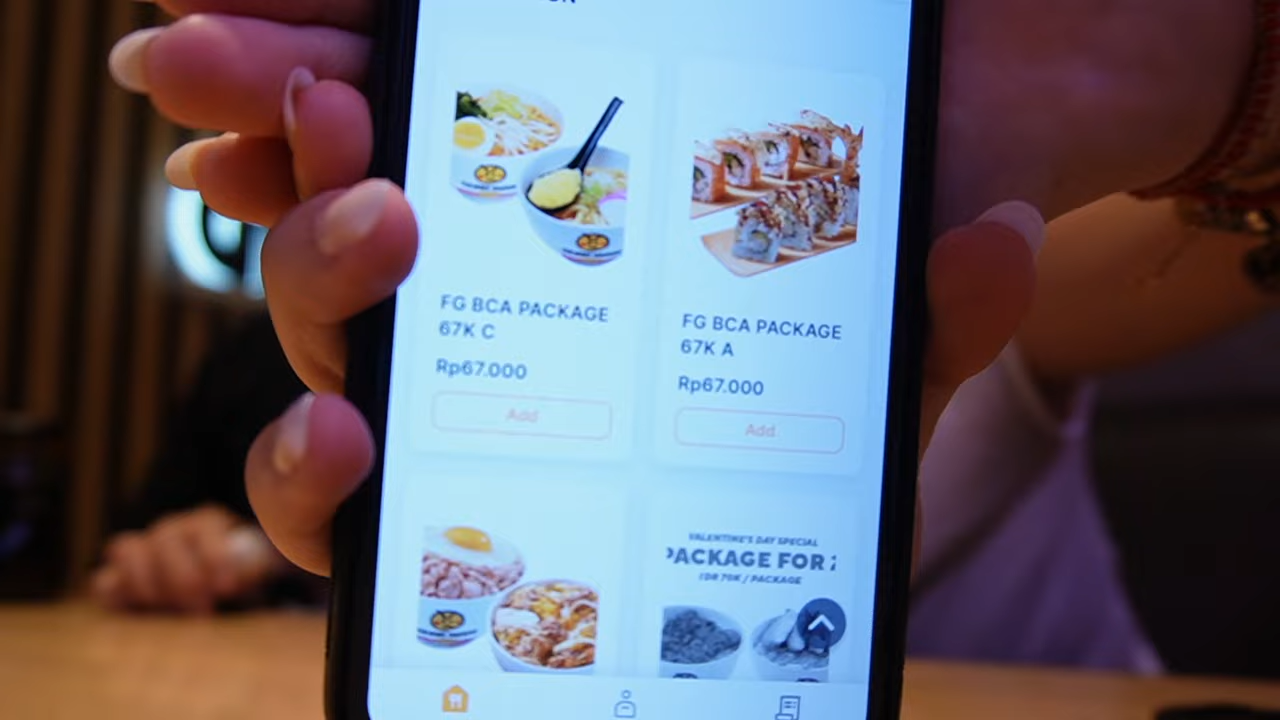 FG BCA PACKAGE
67K C
Rp67.000
Add
FG BCA PACKAGE
67K A
Rp67.000
Add
VALENTINE'S DAY SPECIAL
PACKAGE FOR 2
IDR 70K / PACKAGE